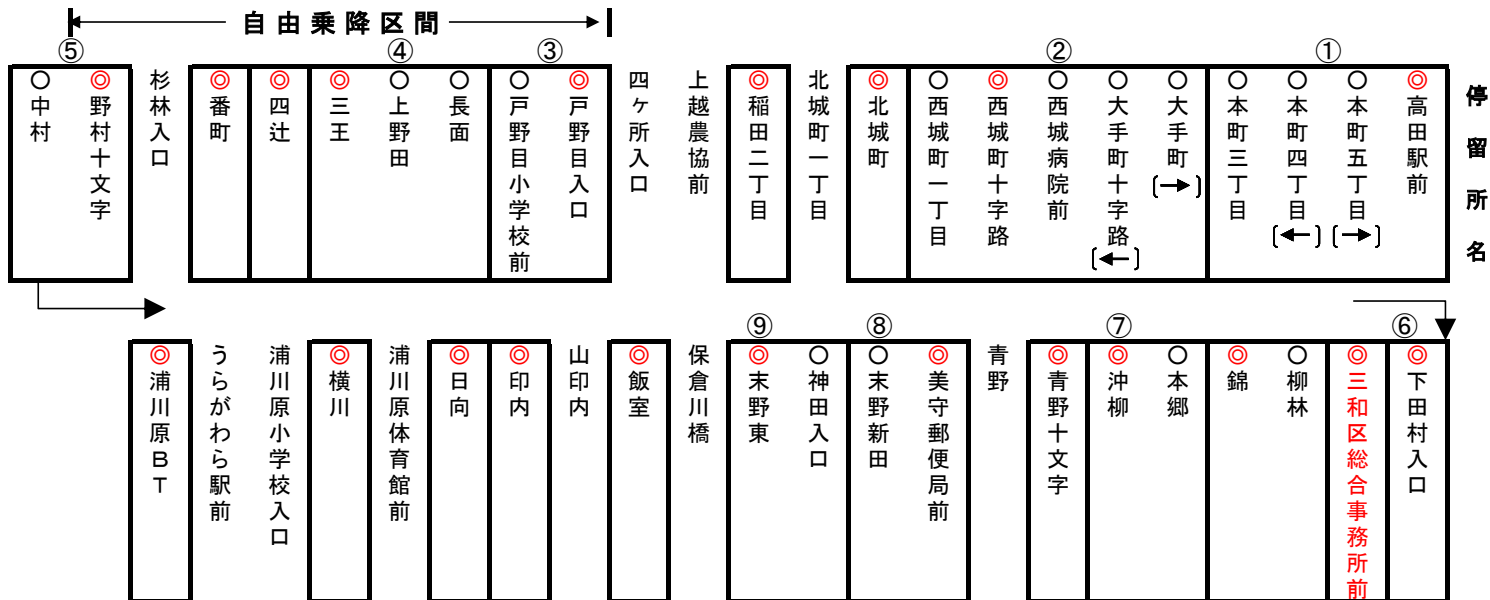 自由乗降区間
停留所名
①
◎高田駅前
○本町五丁目(→)
○本町四丁目(←)
○本町三丁目
②
○大手町(→)
○大手町十字路(←)
○西城病院前
◎西城町十字路
○西城町一丁目
◎北城町
北城町一丁目
◎稲田二丁目
上越農協前
四ヶ所入口
③
◎戸野目入口
○戸野目小学校前
④
○長面
○上野田
◎三王
◎四辻
◎番町
杉林入口
⑤
◎野村十文字
○中村
⑥
◎下田村入口
◎三和区総合事務所前
○柳林
◎錦
⑦
○本郷
◎沖柳
◎青野十文字
青野
⑧
◎美守郵便局前
○末野新田
⑨
○神田入口
◎末野東
保倉川橋
◎飯室
山印内
◎印内
◎日向
浦川原体育館前
◎横川
浦川原小学校入口
うらがわら駅前
◎浦川原BT